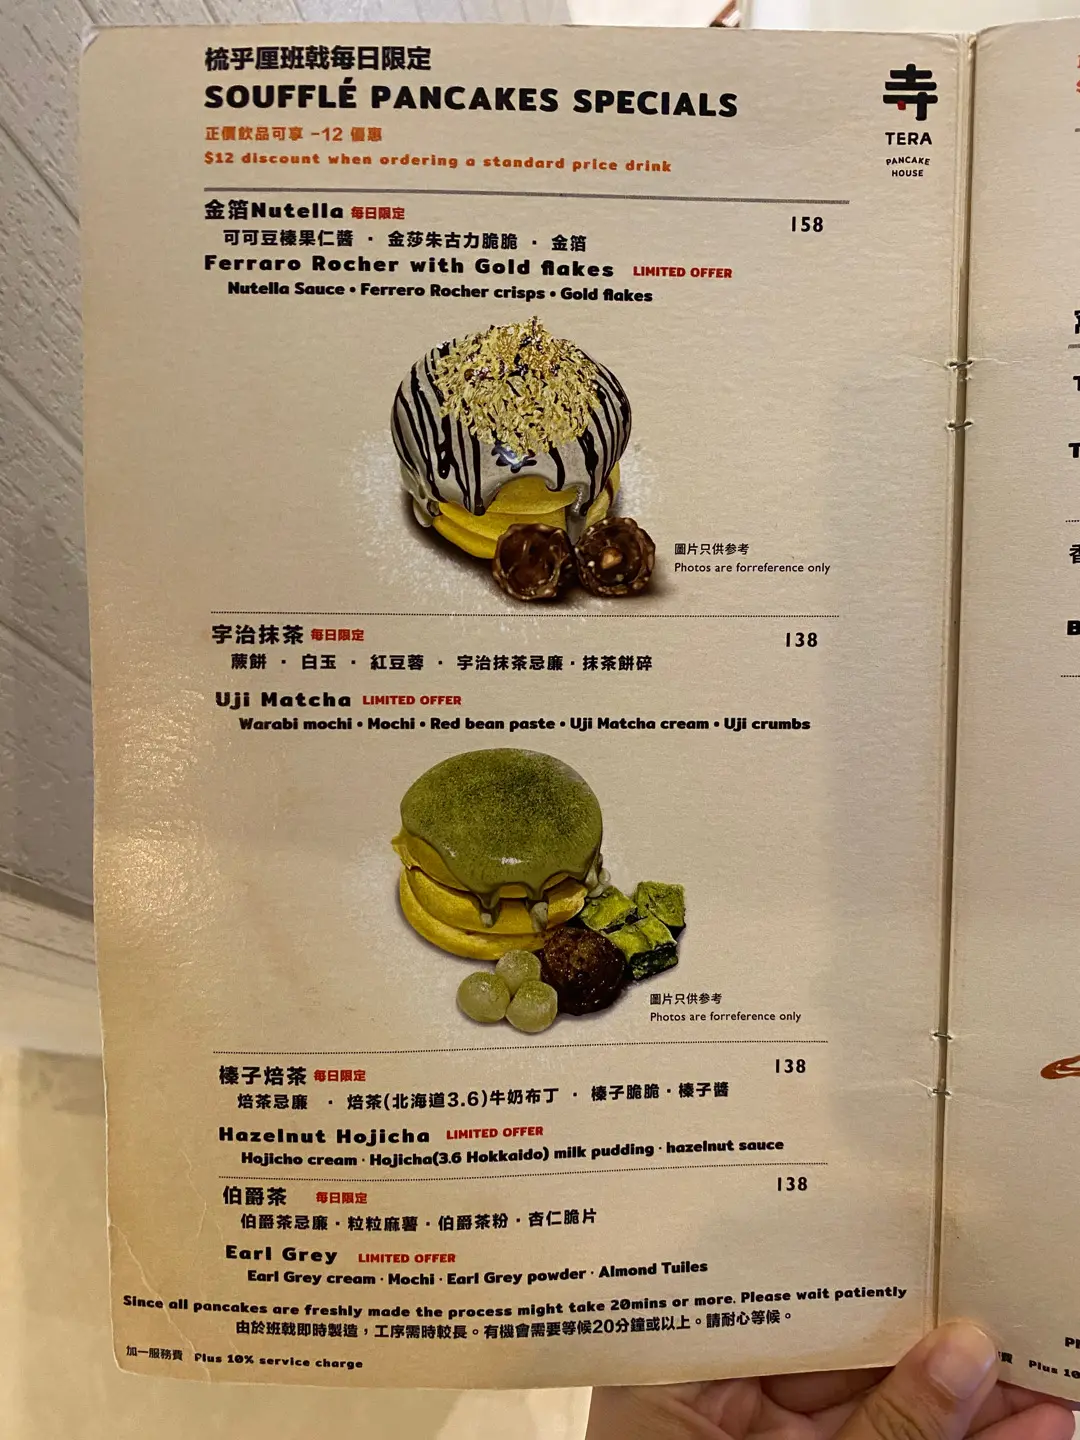 梳乎厘班戟每日限定
SOUFFLÉ PANCAKES SPECIALS
正價飲品可享 -12 優惠
$12 discount when ordering a standard price drink
寺
TERA
PANCAKE
HOUSE
金箔Nutella 每日限定 158
可可豆榛果仁醬 · 金莎朱古力脆脆 · 金箔
Ferraro Rocher with Gold flakes LIMITED OFFER
Nutella Sauce • Ferrero Rocher crisps • Gold flakes
圖片只供参考
Photos are forreference only
宇治抹茶 每日限定 138
蕨餅 · 白玉 · 紅豆蓉 · 宇治抹茶忌廉 · 抹茶餅碎
Uji Matcha LIMITED OFFER
Warabi mochi • Mochi • Red bean paste • Uji Matcha cream • Uji crumbs
圖片只供参考
Photos are forreference only
榛子焙茶 每日限定 138
焙茶忌廉 · 焙茶(北海道3.6)牛奶布丁 · 榛子脆脆 · 榛子醬
Hazelnut Hojicha LIMITED OFFER
Hojicho cream · Hojicha(3.6 Hokkaido) milk pudding · hazelnut sauce
伯爵茶 每日限定 138
伯爵茶忌廉 · 粒粒麻薯 · 伯爵茶粉 · 杏仁脆片
Earl Grey LIMITED OFFER
Earl Grey cream · Mochi · Earl Grey powder · Almond Tuiles
Since all pancakes are freshly made the process might take 20mins or more. Please wait patiently
由於班戟即時製造，工序需時較長。有機會需要等候20分鐘或以上。請耐心等候。
加一服務費 Plus 10% service charge
費 Plus 10